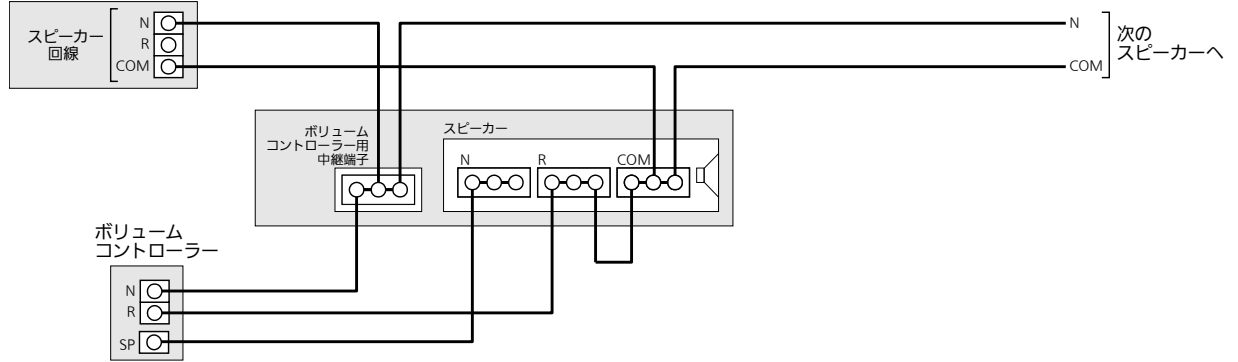 スピーカー
回線
N
R
COM
N
COM
次の
スピーカーへ
ボリューム
コントローラー用
中継端子
スピーカー
N
R
COM
ボリューム
コントローラー
N
R
SP